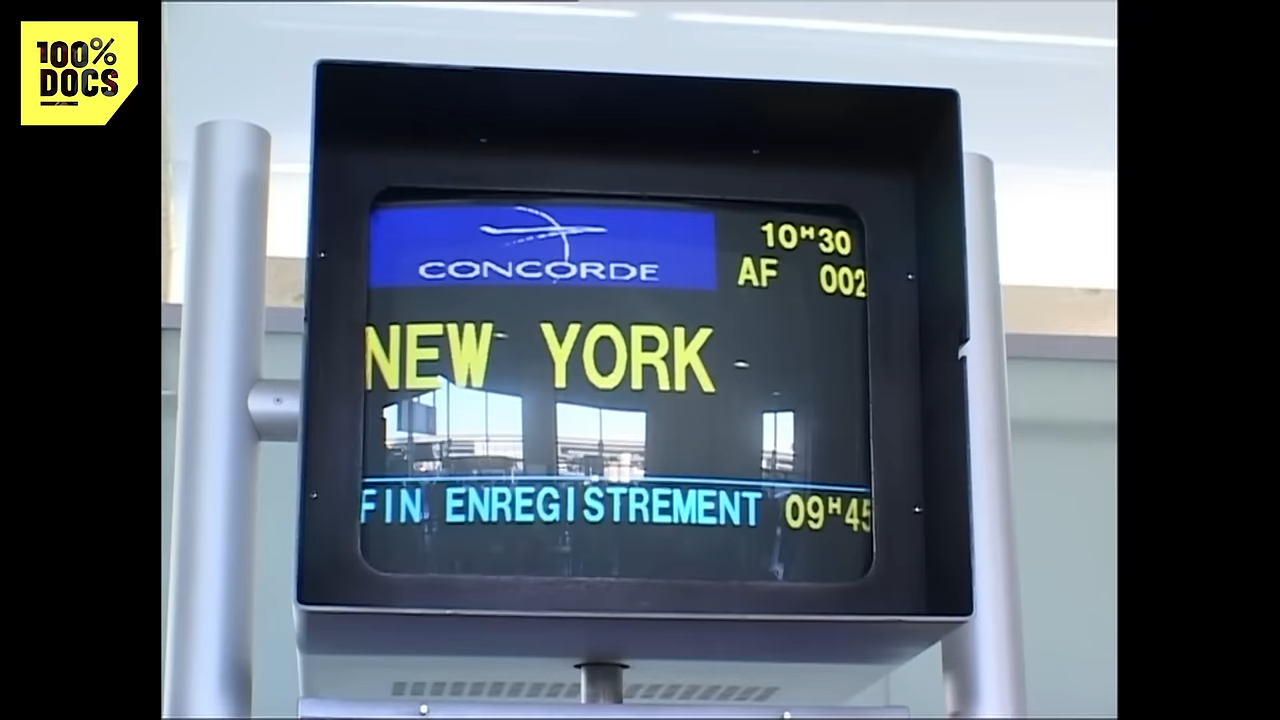 100%
DOCS
CONCORDE
10H30
AF 002
NEW YORK
FIN ENREGISTREMENT 09H45